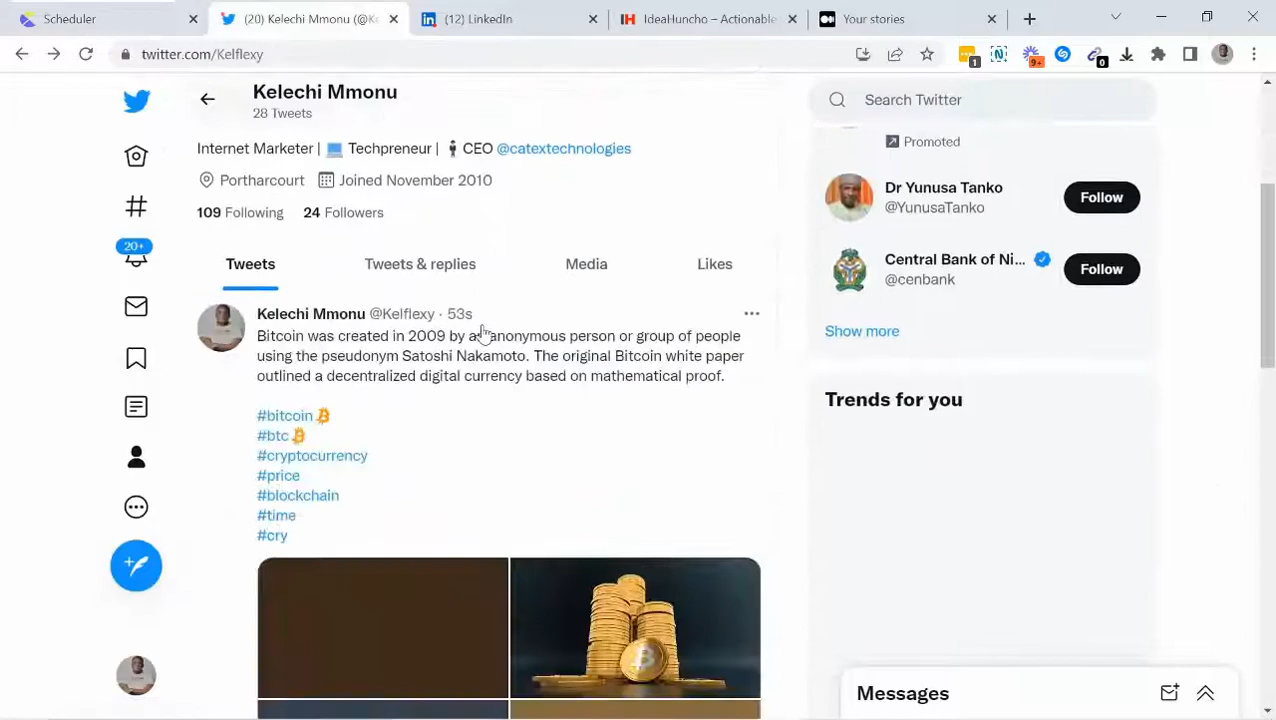 Scheduler
(20) Kelechi Mmonu (@Ke
(12) LinkedIn
IdeaHuncho – Actionable
Your stories
twitter.com/Kelflexy
1
9+
0
Kelechi Mmonu
28 Tweets
Search Twitter
Internet Marketer | Techpreneur | CEO @catextechnologies
Promoted
Portharcourt Joined November 2010
109 Following 24 Followers
Dr Yunusa Tanko
@YunusaTanko
Follow
Central Bank of Ni...
@cenbank
Follow
Show more
20+
Tweets
Tweets & replies
Media
Likes
Kelechi Mmonu @Kelflexy · 53s
Bitcoin was created in 2009 by anonymous person or group of people
using the pseudonym Satoshi Nakamoto. The original Bitcoin white paper
outlined a decentralized digital currency based on mathematical proof.
#bitcoin
#btc
#cryptocurrency
#price
#blockchain
#time
#cry
Trends for you
Messages